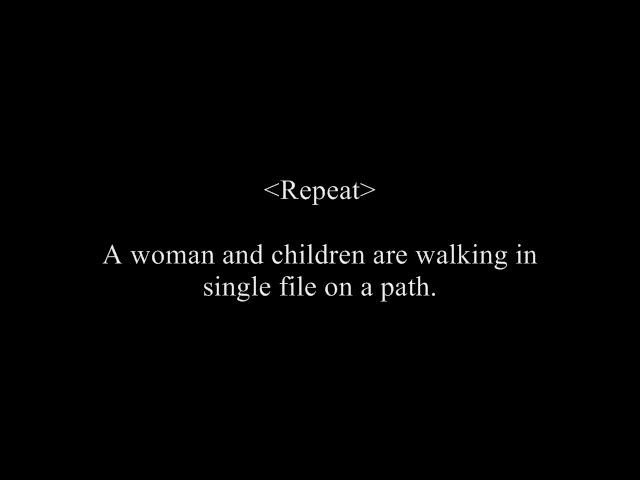 <Repeat>
A woman and children are walking in
single file on a path.